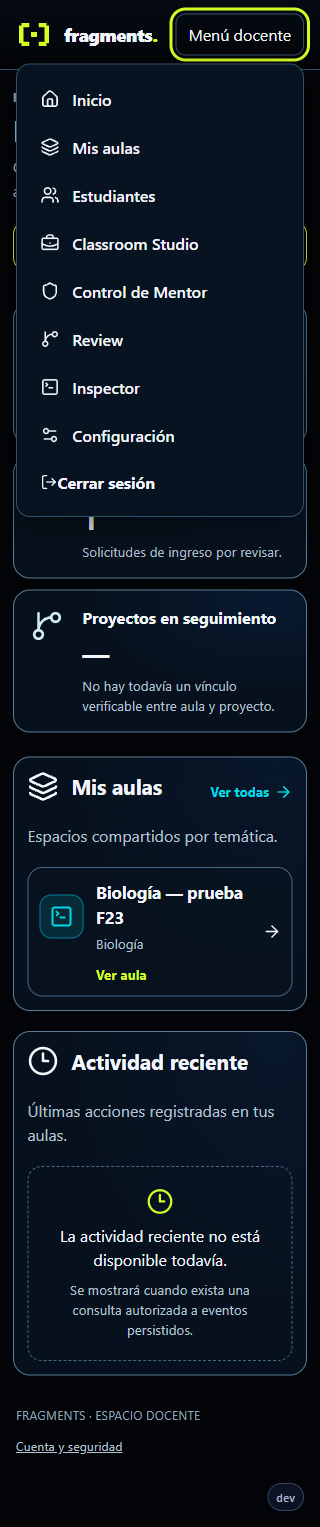 fragments.
Menú docente
Inicio
Mis aulas
Estudiantes
Classroom Studio
Control de Mentor
Review
Inspector
Configuración
Cerrar sesión
Solicitudes de ingreso por revisar.
Proyectos en seguimiento
—
No hay todavía un vínculo
verificable entre aula y proyecto.
Mis aulas
Ver todas →
Espacios compartidos por temática.
Biología — prueba
F23
Biología
Ver aula
→
Actividad reciente
Últimas acciones registradas en tus
aulas.
La actividad reciente no está
disponible todavía.
Se mostrará cuando exista una
consulta autorizada a eventos
persistidos.
FRAGMENTS · ESPACIO DOCENTE
Cuenta y seguridad
dev